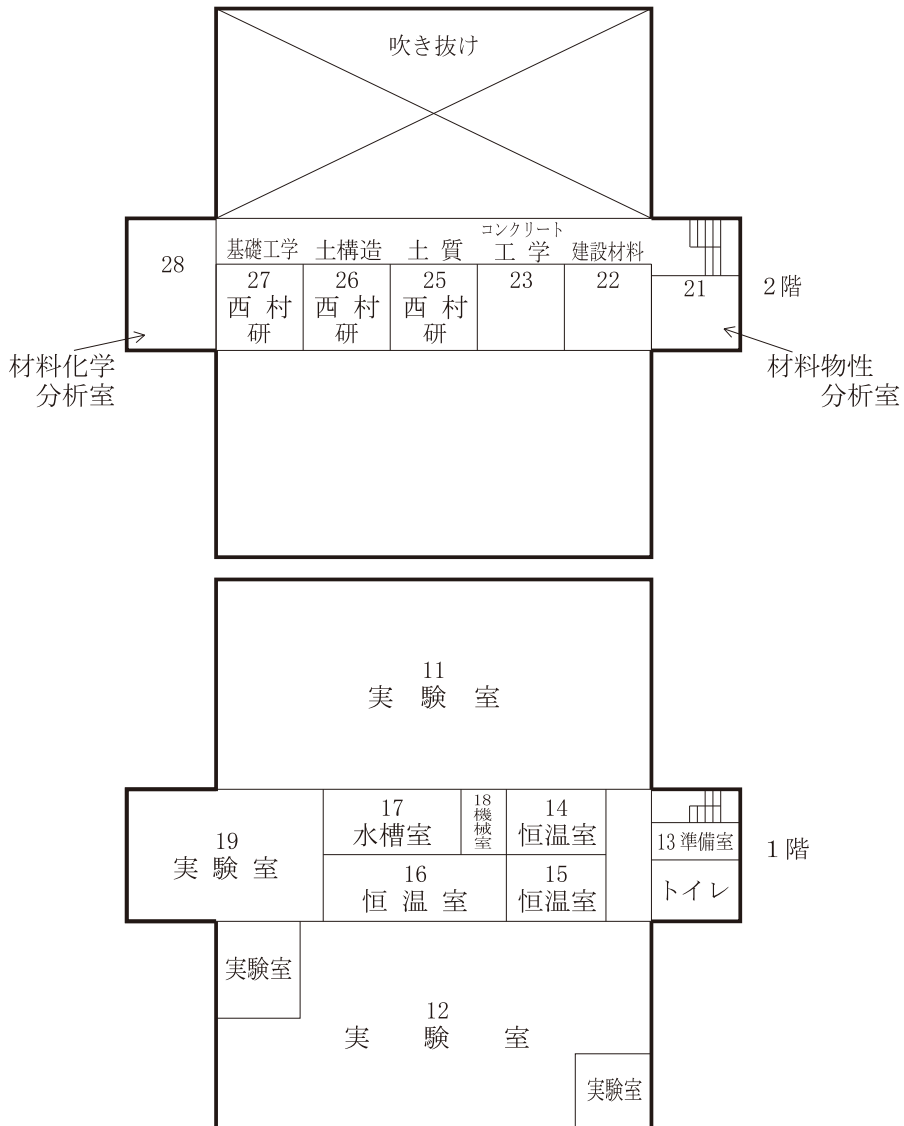 吹き抜け
コンクリート
基礎工学 土構造 土質 工学 建設材料
28
27
西村
研
26
西村
研
25
西村
研
23
22
21
2階
材料化学
分析室
材料物性
分析室
11
実験室
17
水槽室
18
機械室
14
恒温室
13 準備室
1階
19
実験室
16
恒温室
15
恒温室
トイレ
実験室
12
実験室
実験室